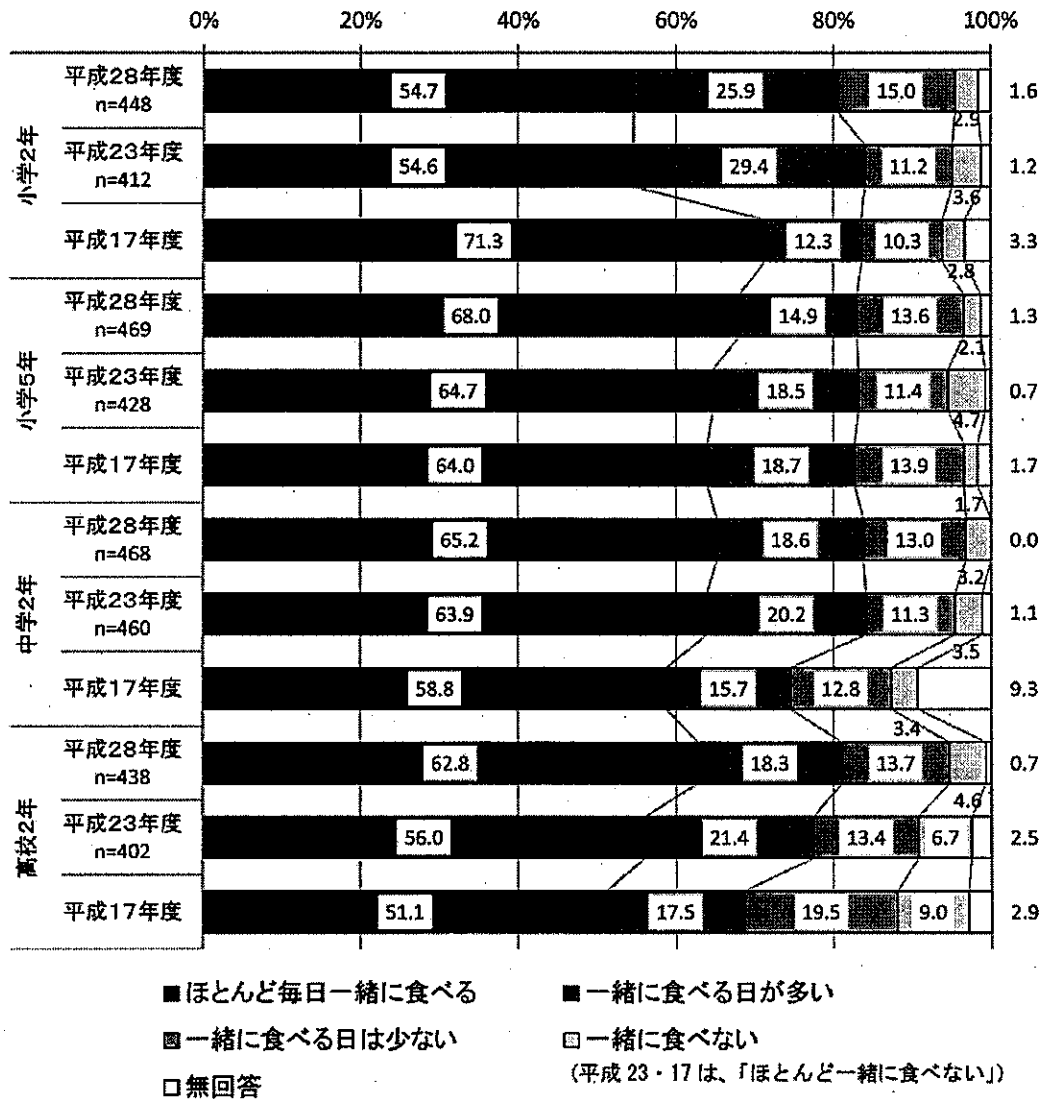 0% 20% 40% 60% 80% 100%
小学2年
平成28年度 54.7 25.9 15.0 1.6
n=448
2.9
平成23年度 54.6 29.4 11.2 1.2
n=412
3.6
平成17年度 71.3 12.3 10.3 3.3
2.8
小学5年
平成28年度 68.0 14.9 13.6 1.3
n=469
2.1
平成23年度 64.7 18.5 11.4 0.7
n=428
4.7
平成17年度 64.0 18.7 13.9 1.7
1.7
中学2年
平成28年度 65.2 18.6 13.0 0.0
n=468
3.2
平成23年度 63.9 20.2 11.3 1.1
n=460
3.5
平成17年度 58.8 15.7 12.8 9.3
3.4
高校2年
平成28年度 62.8 18.3 13.7 0.7
n=438
4.6
平成23年度 56.0 21.4 13.4 6.7 2.5
n=402
平成17年度 51.1 17.5 19.5 9.0 2.9
■ほとんど毎日一緒に食べる ■一緒に食べる日が多い
■一緒に食べる日は少ない □一緒に食べない
(平成23・17は、「ほとんど一緒に食べない」)
□無回答